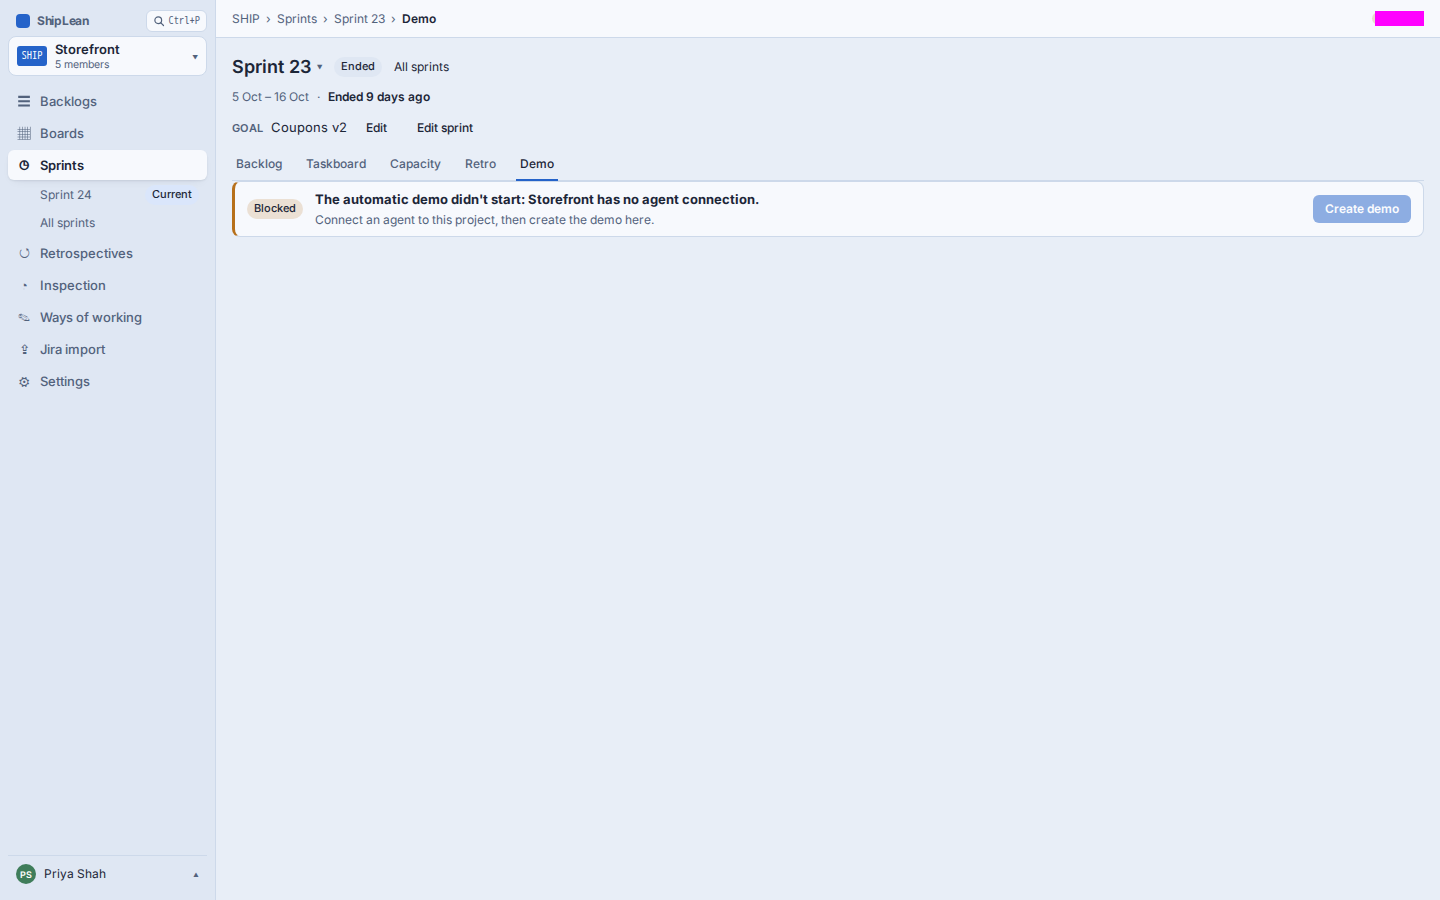 ShipLean
Ctrl+P
SHIP
Storefront
5 members
Backlogs
Boards
Sprints
Sprint 24
Current
All sprints
Retrospectives
Inspection
Ways of working
Jira import
Settings
PS
Priya Shah
SHIP › Sprints › Sprint 23 › Demo
Sprint 23
Ended
All sprints
5 Oct – 16 Oct · Ended 9 days ago
GOAL Coupons v2 Edit Edit sprint
Backlog Taskboard Capacity Retro Demo
Blocked
The automatic demo didn't start: Storefront has no agent connection.
Connect an agent to this project, then create the demo here.
Create demo